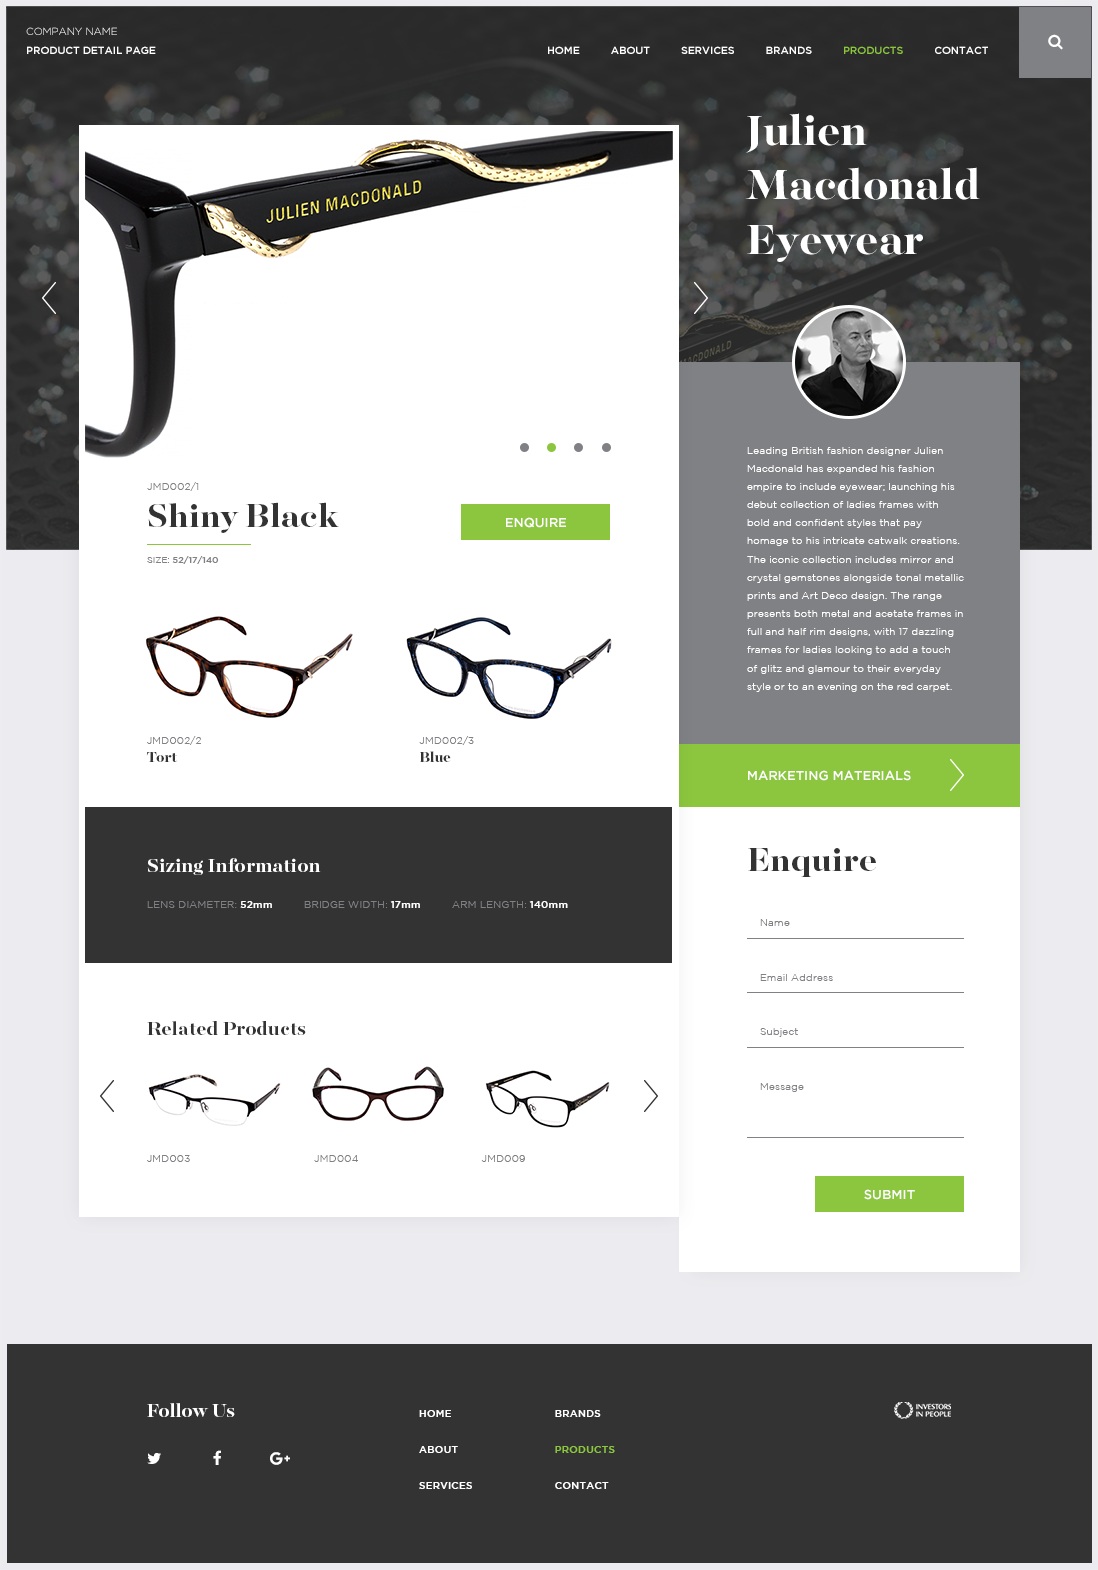 COMPANY NAME
PRODUCT DETAIL PAGE
HOME
ABOUT
SERVICES
BRANDS
PRODUCTS
CONTACT
Julien
Macdonald
Eyewear
JULIEN MACDONALD
MACDONALD
Leading British fashion designer Julien
Macdonald has expanded his fashion
empire to include eyewear; launching his
debut collection of ladies frames with
bold and confident styles that pay
homage to his intricate catwalk creations.
The iconic collection includes mirror and
crystal gemstones alongside tonal metallic
prints and Art Deco design. The range
presents both metal and acetate frames in
full and half rim designs, with 17 dazzling
frames for ladies looking to add a touch
of glitz and glamour to their everyday
style or to an evening on the red carpet.
MARKETING MATERIALS
JMD002/1
Shiny Black
ENQUIRE
SIZE: 52/17/140
JMD002/2
Tort
JMD002/3
Blue
Sizing Information
LENS DIAMETER: 52mm
BRIDGE WIDTH: 17mm
ARM LENGTH: 140mm
Related Products
JMD003
JMD004
JMD009
Enquire
Name
Email Address
Subject
Message
SUBMIT
Follow Us
HOME
ABOUT
SERVICES
BRANDS
PRODUCTS
CONTACT
INVESTORS
IN PEOPLE